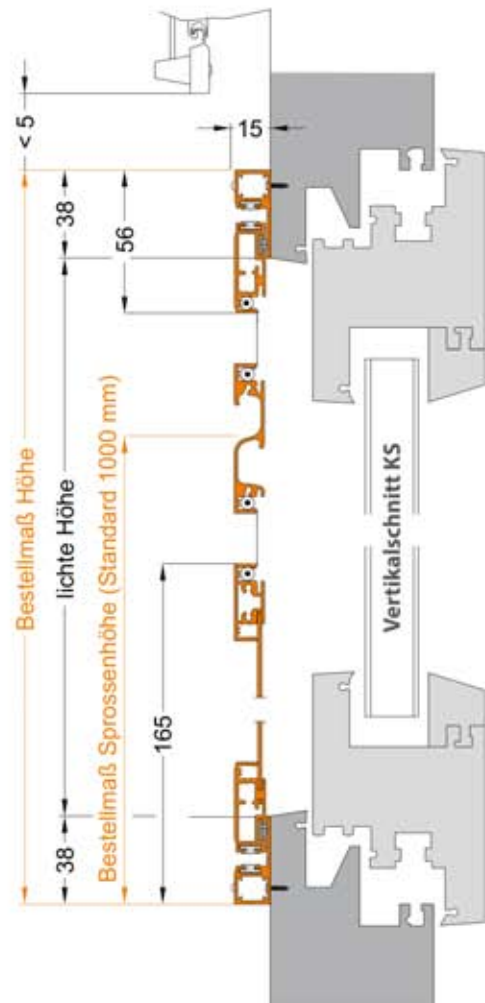 < 5
15
38
56
Bestellmaß Höhe
lichte Höhe
Bestellmaß Sprossenhöhe (Standard 1000 mm)
Vertikalschnitt KS
165
38